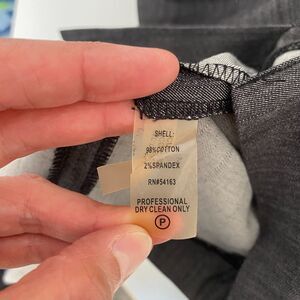 SHELL:
98%COTTON
2%SPANDEX
RN#54163
PROFESSIONAL
DRY CLEAN ONLY
P